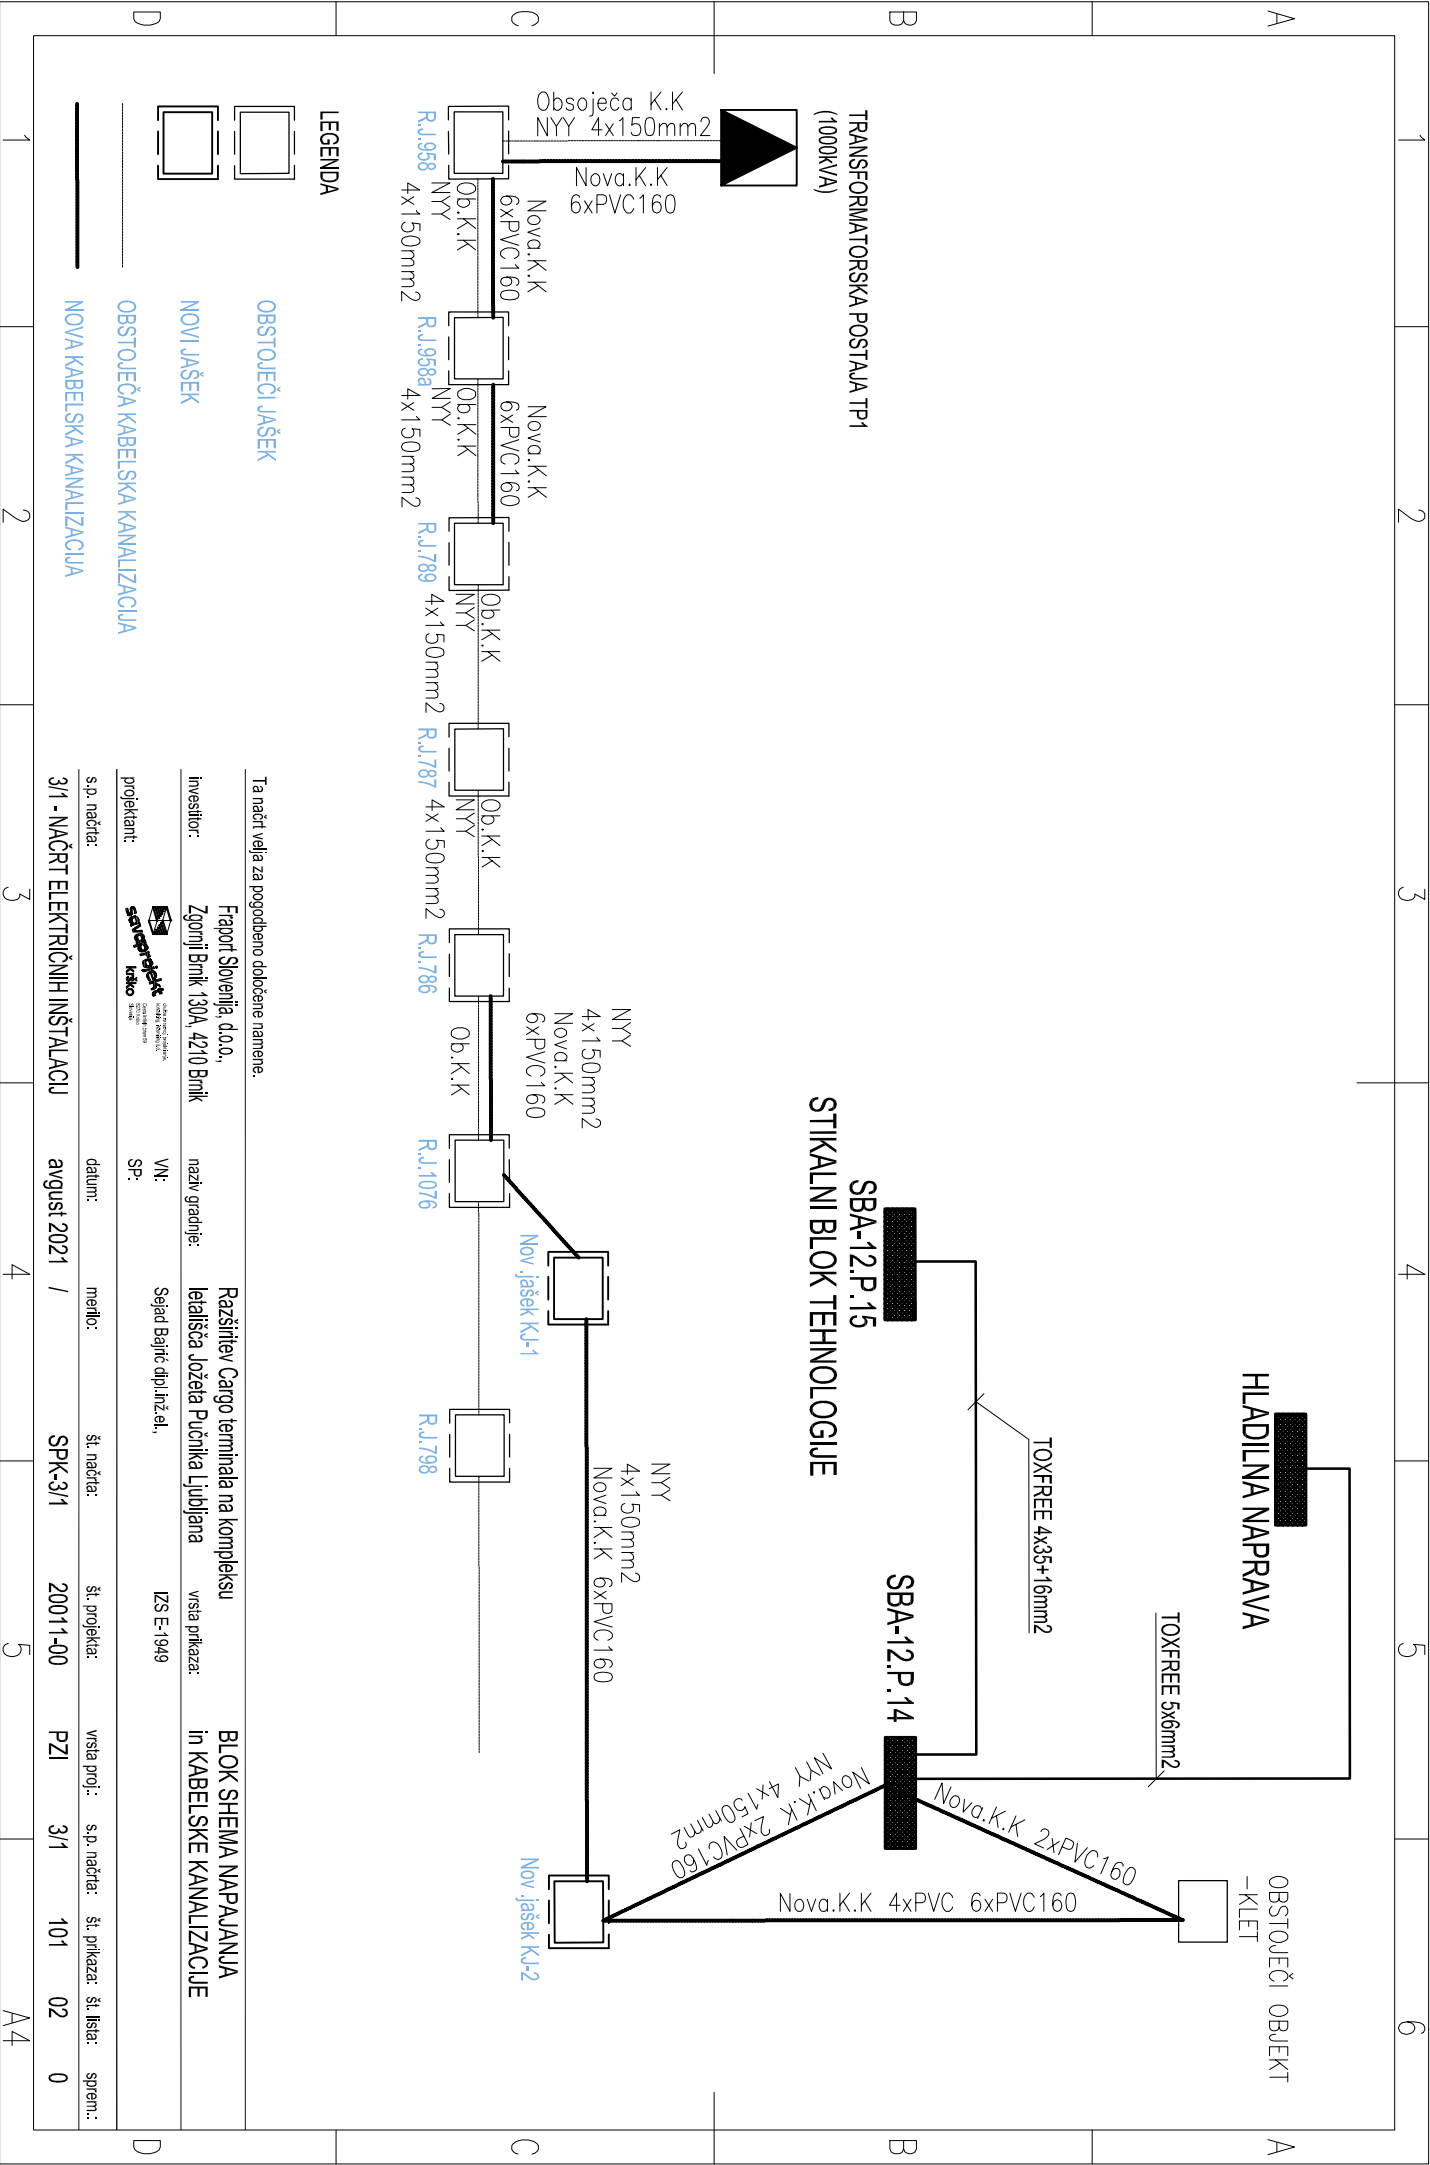 TRANSFORMATORSKA POSTAJA TP1
(1000kVA)
Obsoječa K.K
NYY 4x150mm2
Nova.K.K
6xPVC160
R.J.958
Nova.K.K
6xPVC160
Ob.K.K
NYY
4x150mm2
R.J.958a
Nova.K.K
6xPVC160
Ob.K.K
NYY
4x150mm2
R.J.789
Ob.K.K
NYY
4x150mm2
R.J.787
Ob.K.K
NYY
4x150mm2
R.J.786
NYY
4x150mm2
Nova.K.K
6xPVC160
Ob.K.K
R.J.1076
Nov .jašek KJ-1
R.J.798
NYY
4x150mm2
Nova.K.K 6xPVC160
Nov .jašek KJ-2
HLADILNA NAPRAVA
TOXFREE 5x6mm2
TOXFREE 4x35+16mm2
SBA-12.P.15
STIKALNI BLOK TEHNOLOGIJE
SBA-12.P.14
Nova.K.K 2xPVC160
NYY 4x150mm2
Nova.K.K 2xPVC160
Nova.K.K 4xPVC 6xPVC160
OBSTOJEČI OBJEKT
-KLET
LEGENDA
OBSTOJEČI JAŠEK
NOVI JAŠEK
OBSTOJEČA KABELSKA KANALIZACIJA
NOVA KABELSKA KANALIZACIJA
Ta načrt velja za pogodbeno določene namene.
investitor:
Fraport Slovenija, d.o.o.,
Zgornji Brnik 130A, 4210 Brnik
naziv gradnje:
Razširitev Cargo terminala na kompleksu
letališča Jožeta Pučnika Ljubljana
vrsta prikaza:
BLOK SHEMA NAPAJANJA
in KABELSKE KANALIZACIJE
projektant:
savaprojekt
krško
VN:
SP:
Sejad Bajrić dipl.inž.el.,
IZS E-1949
s.p. načrta:
3/1 - NAČRT ELEKTRIČNIH INŠTALACIJ
datum:
avgust 2021
merilo:
/
št. načrta:
SPK-3/1
št. projekta:
20011-00
vrsta proj.:
PZI
s.p. načrta:
3/1
št. prikaza:
101
št. lista:
02
sprem.:
0
1
2
3
4
5
6
A
B
C
D
1
2
3
4
5
A4
A
B
C
D